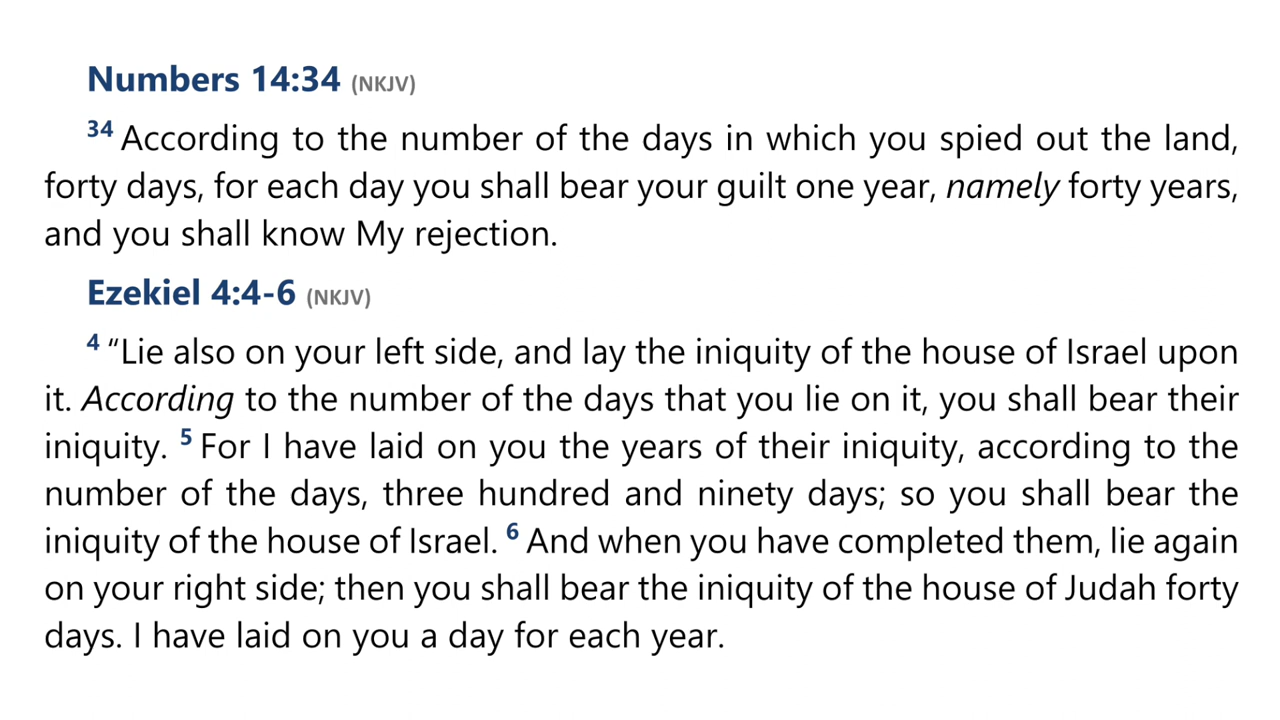 Numbers 14:34 (NKJV)
34 According to the number of the days in which you spied out the land,
forty days, for each day you shall bear your guilt one year, namely forty years,
and you shall know My rejection.
Ezekiel 4:4-6 (NKJV)
4 “Lie also on your left side, and lay the iniquity of the house of Israel upon
it. According to the number of the days that you lie on it, you shall bear their
iniquity. 5 For I have laid on you the years of their iniquity, according to the
number of the days, three hundred and ninety days; so you shall bear the
iniquity of the house of Israel. 6 And when you have completed them, lie again
on your right side; then you shall bear the iniquity of the house of Judah forty
days. I have laid on you a day for each year.